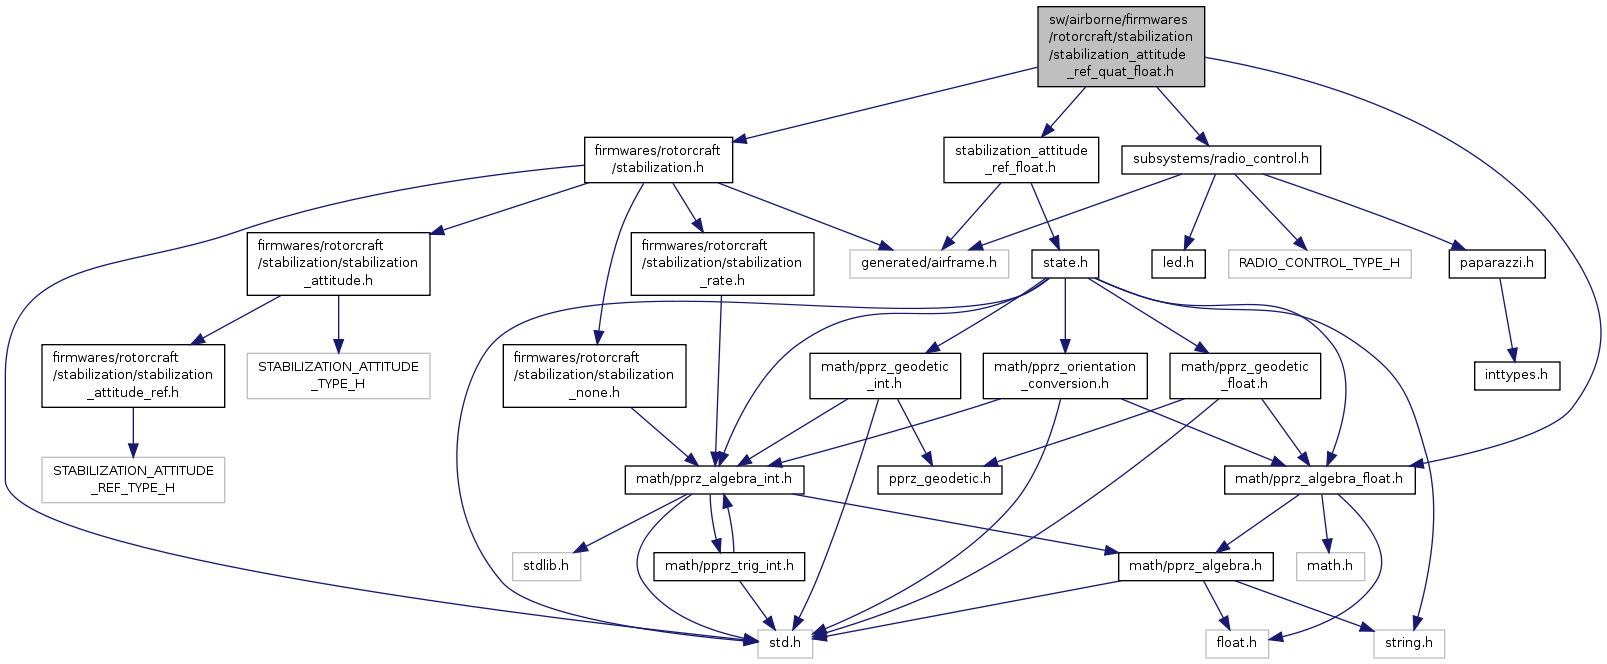 sw/airborne/firmwares
/rotorcraft/stabilization
/stabilization_attitude
_ref_quat_float.h
firmwares/rotorcraft
/stabilization.h
stabilization_attitude
_ref_float.h
subsystems/radio_control.h
firmwares/rotorcraft
/stabilization/stabilization
_attitude.h
firmwares/rotorcraft
/stabilization/stabilization
_rate.h
generated/airframe.h
state.h
led.h
RADIO_CONTROL_TYPE_H
paparazzi.h
firmwares/rotorcraft
/stabilization/stabilization
_attitude_ref.h
STABILIZATION_ATTITUDE
_TYPE_H
firmwares/rotorcraft
/stabilization/stabilization
_none.h
math/pprz_geodetic
_int.h
math/pprz_orientation
_conversion.h
math/pprz_geodetic
_float.h
inttypes.h
STABILIZATION_ATTITUDE
_REF_TYPE_H
math/pprz_algebra_int.h
pprz_geodetic.h
math/pprz_algebra_float.h
stdlib.h
math/pprz_trig_int.h
math/pprz_algebra.h
math.h
std.h
float.h
string.h